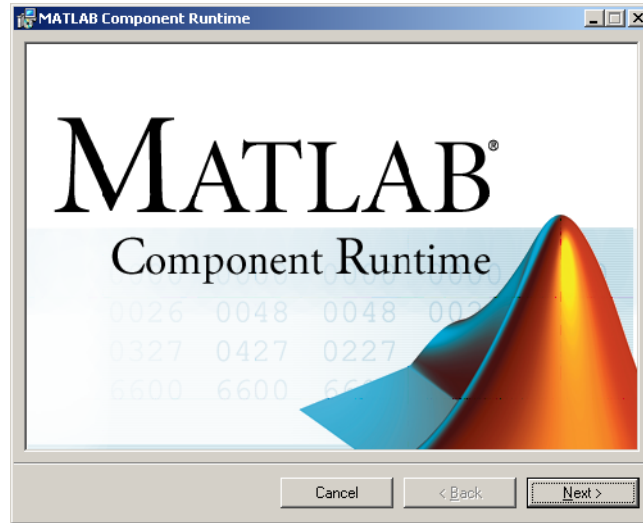 MATLAB Component Runtime
MATLAB®
Component Runtime
0026 0048 0048
0327 0427 0227
6600 6600
Cancel < Back Next >